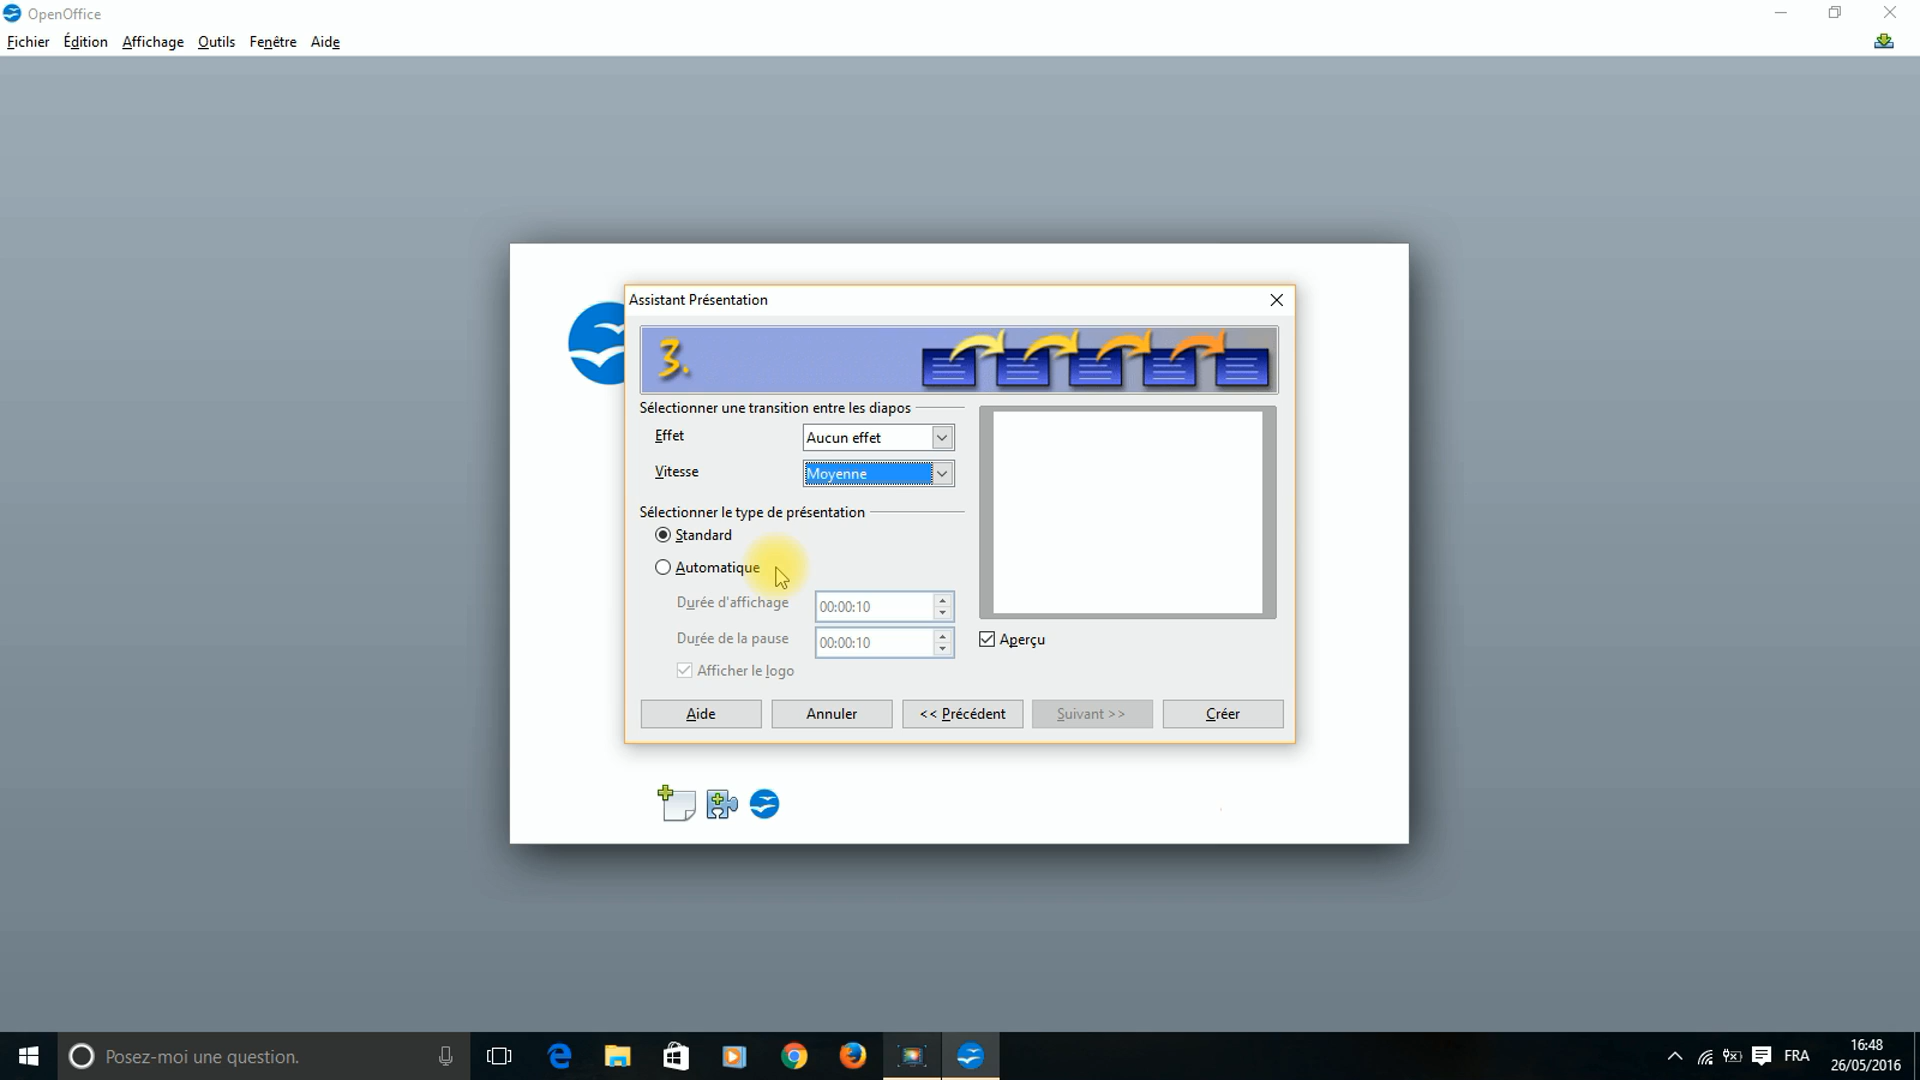 OpenOffice
Fichier Édition Affichage Outils Fenêtre Aide
Assistant Présentation
3.
Sélectionner une transition entre les diapos
Effet Aucun effet
Vitesse Moyenne
Sélectionner le type de présentation
Standard
Automatique
Durée d'affichage 00:00:10
Durée de la pause 00:00:10
Aperçu
Afficher le logo
Aide Annuler << Précédent Suivant >> Créer
Posez-moi une question.
FRA
16:48
26/05/2016